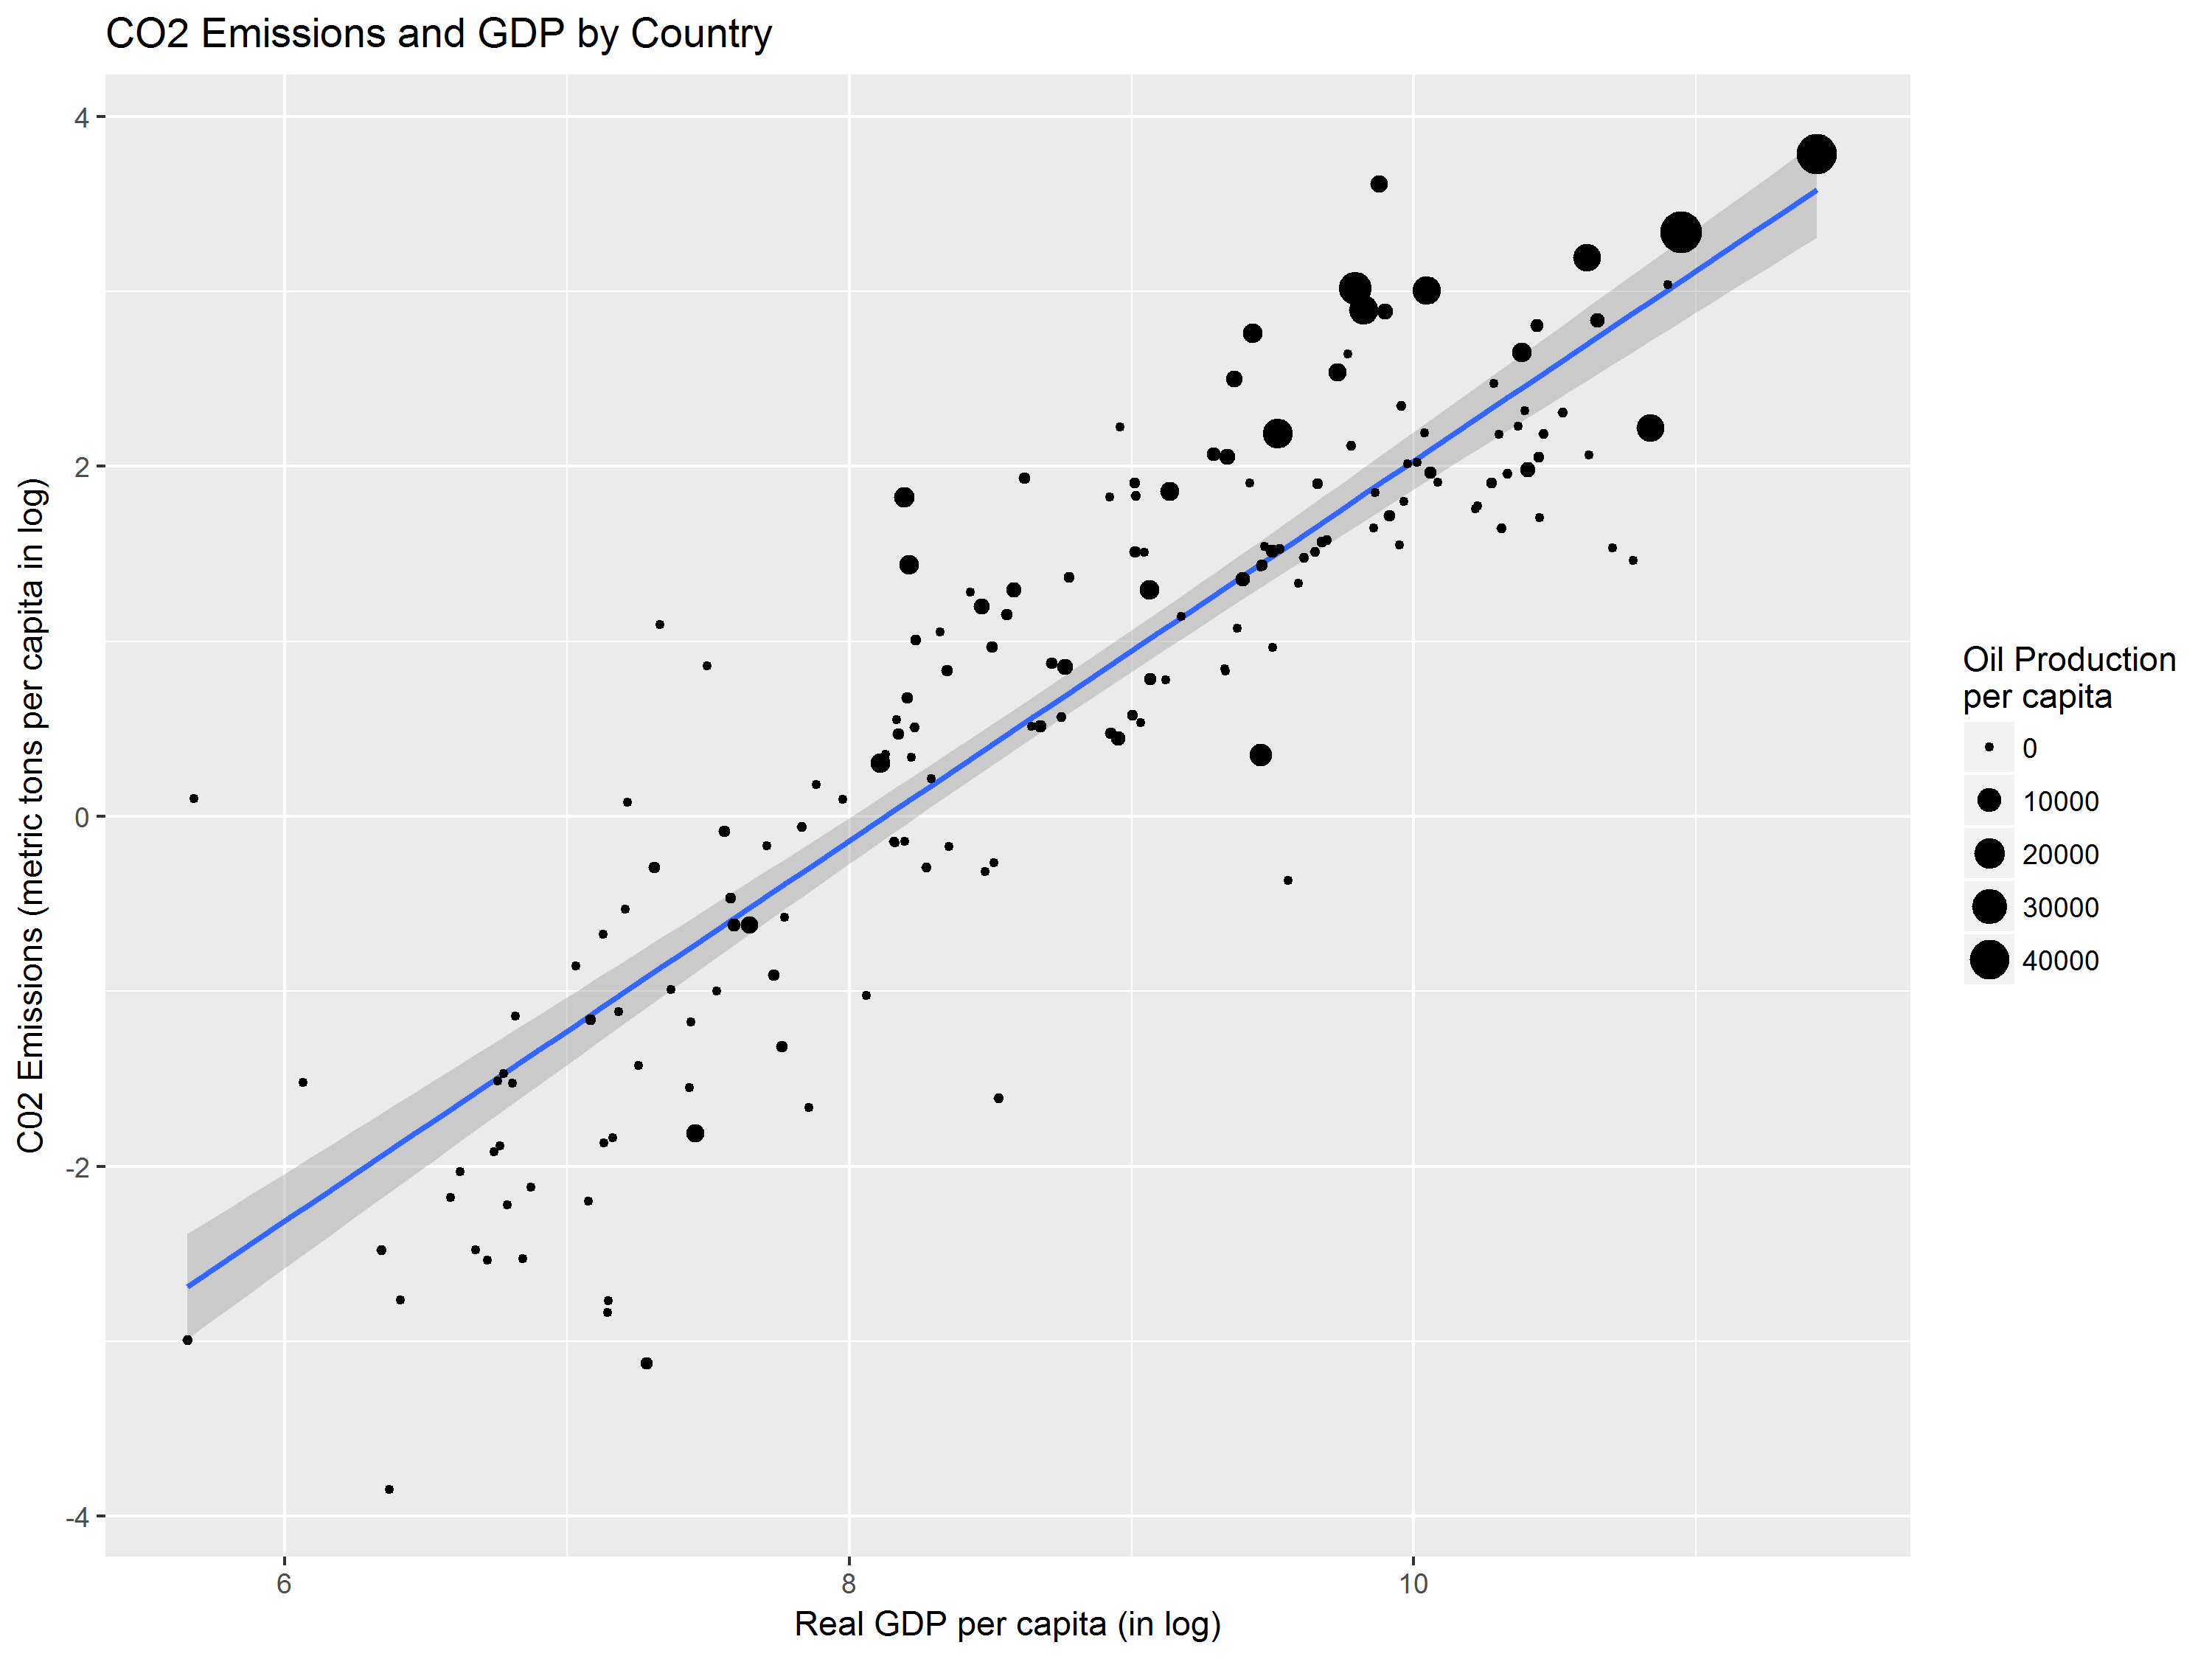 CO2 Emissions and GDP by Country
C02 Emissions (metric tons per capita in log)
4
2
0
-2
-4
6
8
10
Real GDP per capita (in log)
Oil Production
per capita
0
10000
20000
30000
40000